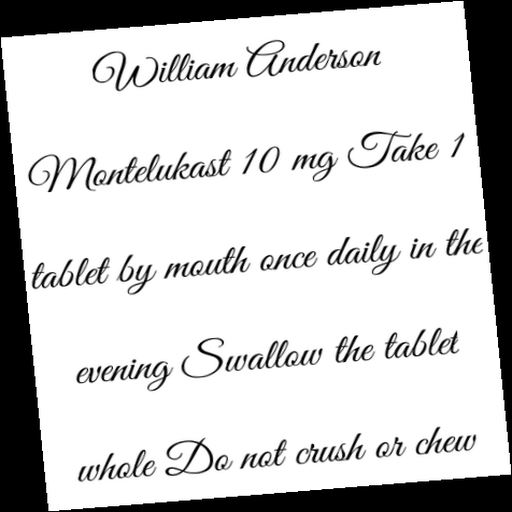 William Anderson
Montelukast 10 mg Take 1
tablet by mouth once daily in the
evening Swallow the tablet
whole Do not crush or chew